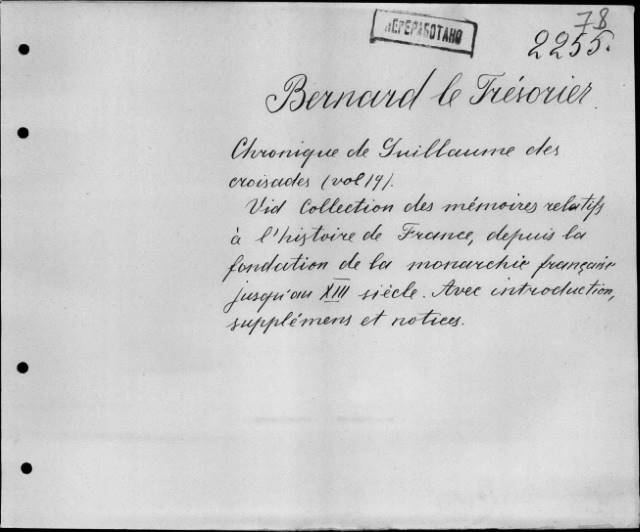 ПЕРЕРАБОТАНО
78
2255.
Bernard le Trésorier.
Chronique de Guillaume des
croisades (vol 19).
Vid Collection des mémoires relatifs
à l'histoire de France, depuis la
fondation de la monarchie française
jusqu'au XIII siècle. Avec introduction,
supplémens et notices.